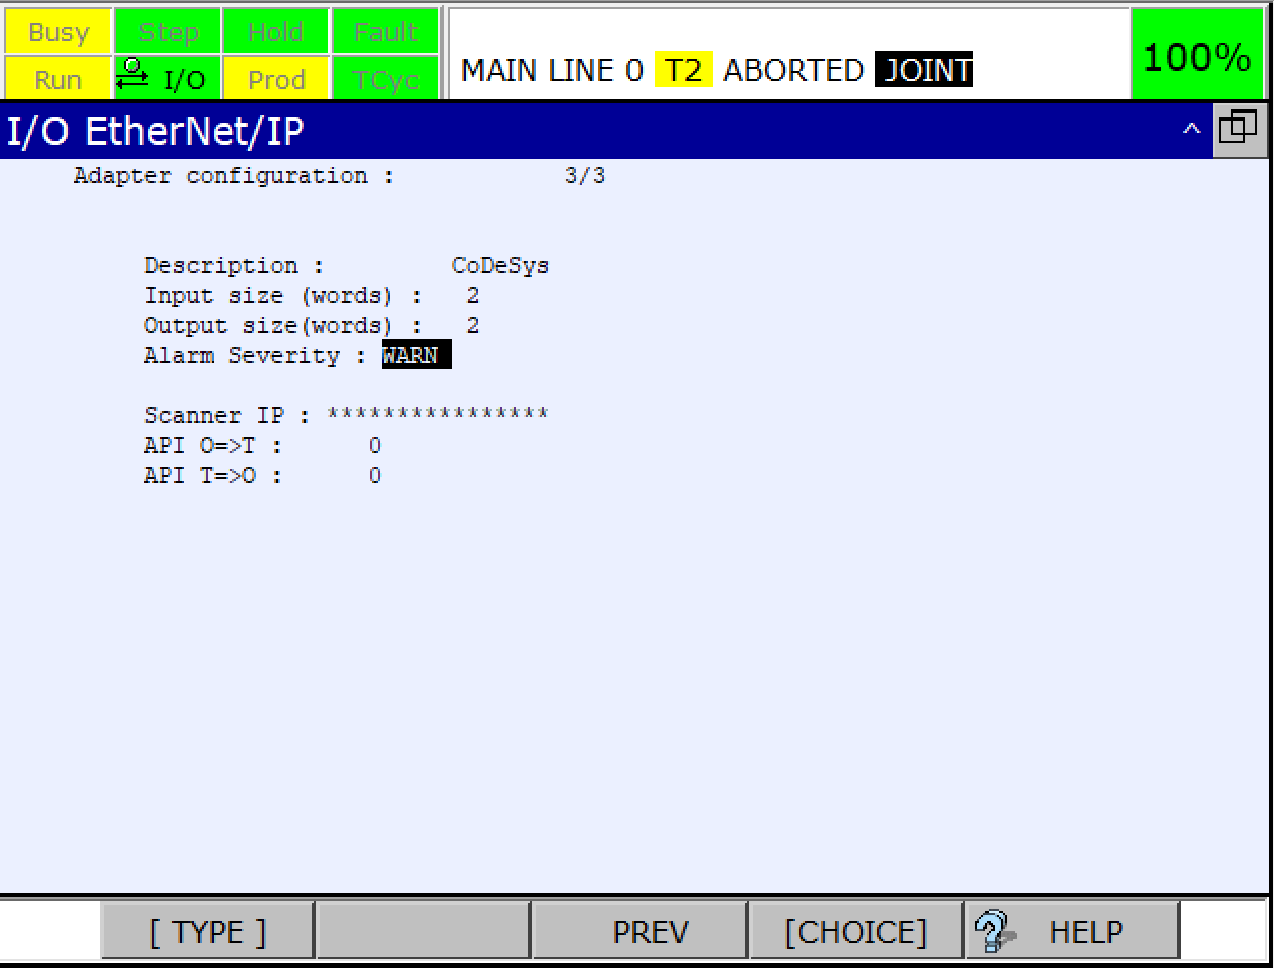 Busy Step Hold Fault
Run I/O Prod TCyc
MAIN LINE 0 T2 ABORTED JOINT
100%
I/O EtherNet/IP
Adapter configuration : 3/3
Description : CoDeSys
Input size (words) : 2
Output size(words) : 2
Alarm Severity : WARN
Scanner IP : ****************
API O=>T : 0
API T=>O : 0
[ TYPE ] PREV [CHOICE] HELP